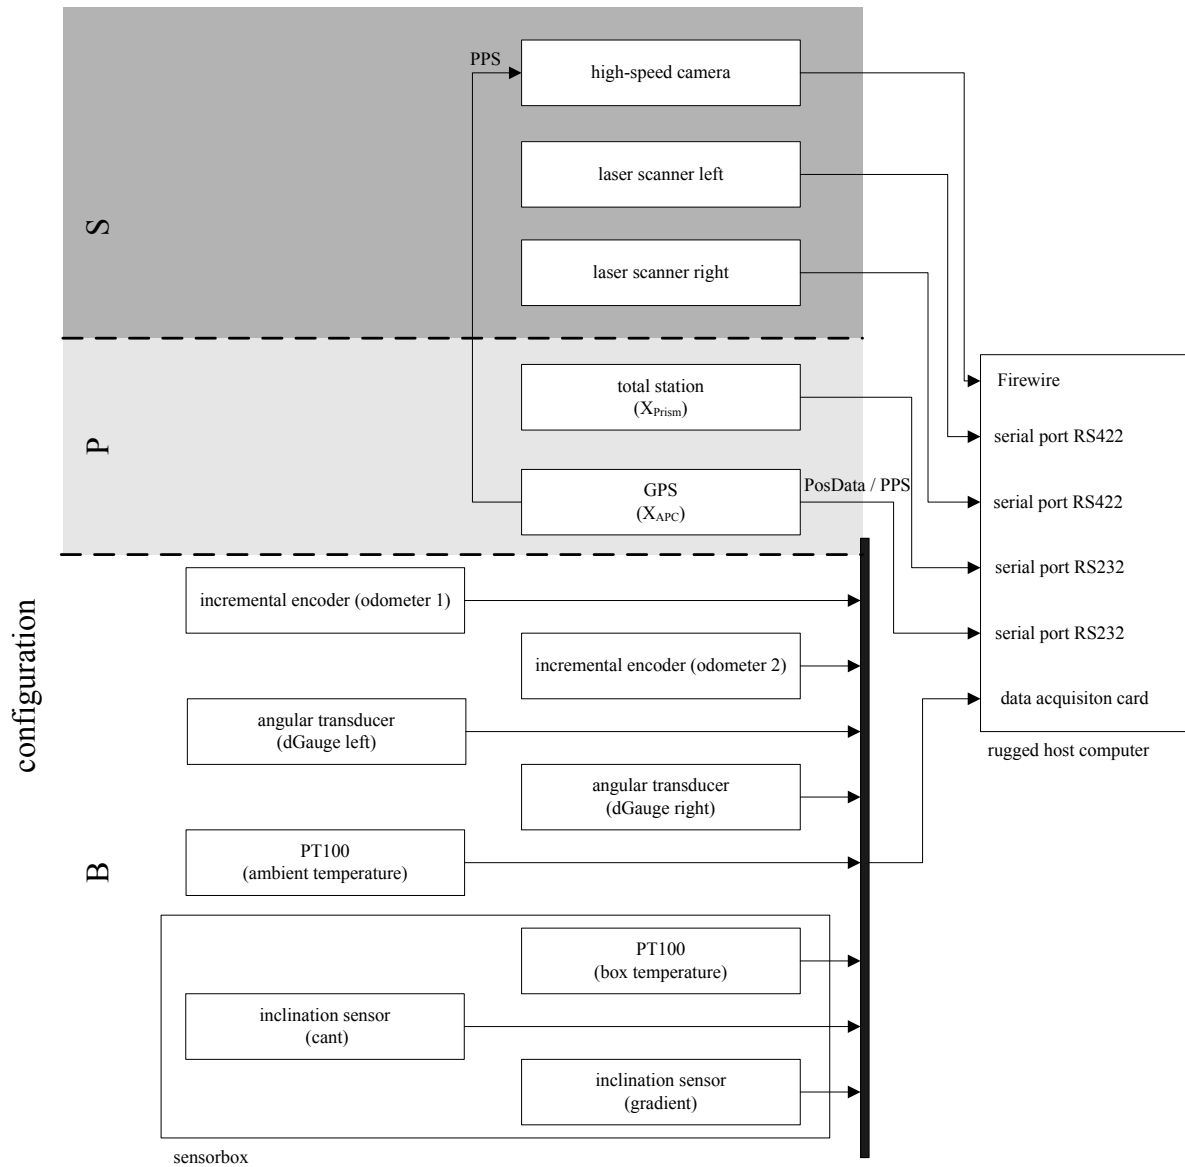 PPS
high-speed camera
laser scanner left
S
laser scanner right
total station
(XPrism)
P
GPS
(XAPC)
PosData / PPS
Firewire
serial port RS422
serial port RS422
serial port RS232
serial port RS232
data acquisiton card
rugged host computer
configuration
incremental encoder (odometer 1)
incremental encoder (odometer 2)
angular transducer
(dGauge left)
angular transducer
(dGauge right)
B
PT100
(ambient temperature)
PT100
(box temperature)
inclination sensor
(cant)
inclination sensor
(gradient)
sensorbox